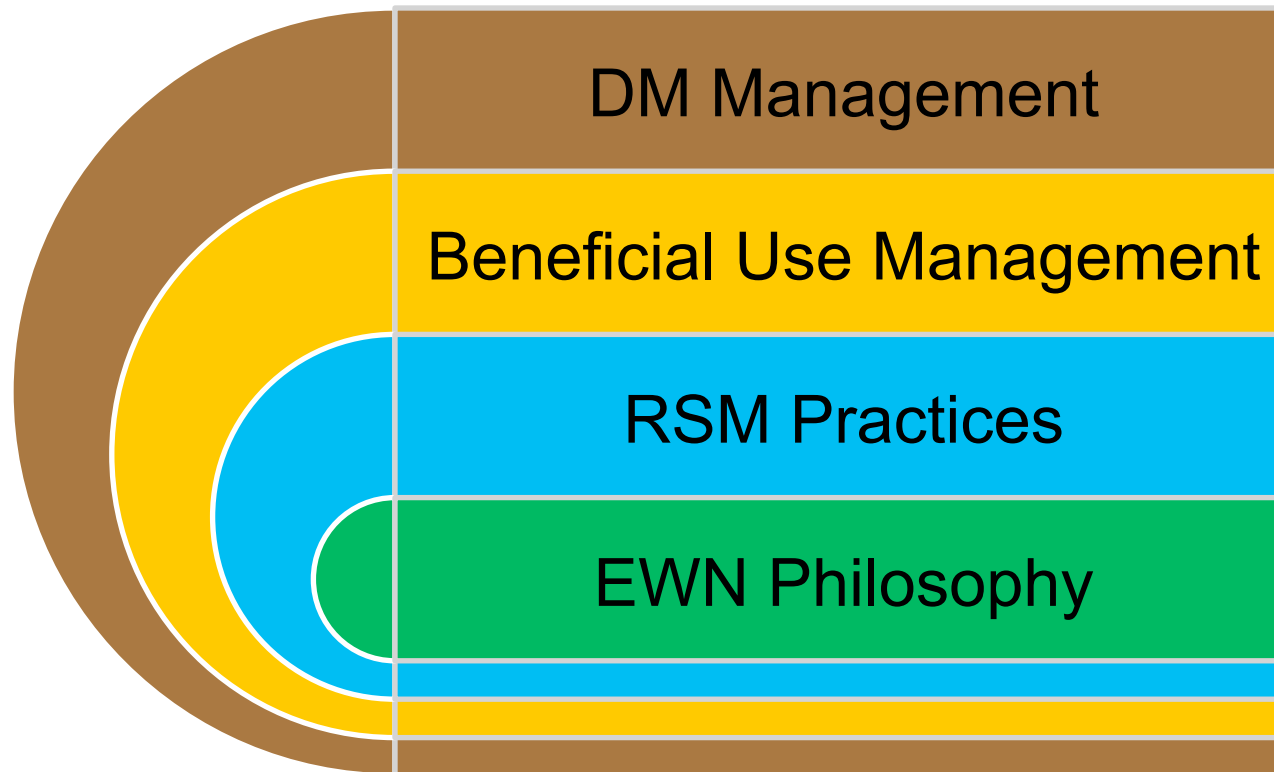 DM Management
Beneficial Use Management
RSM Practices
EWN Philosophy